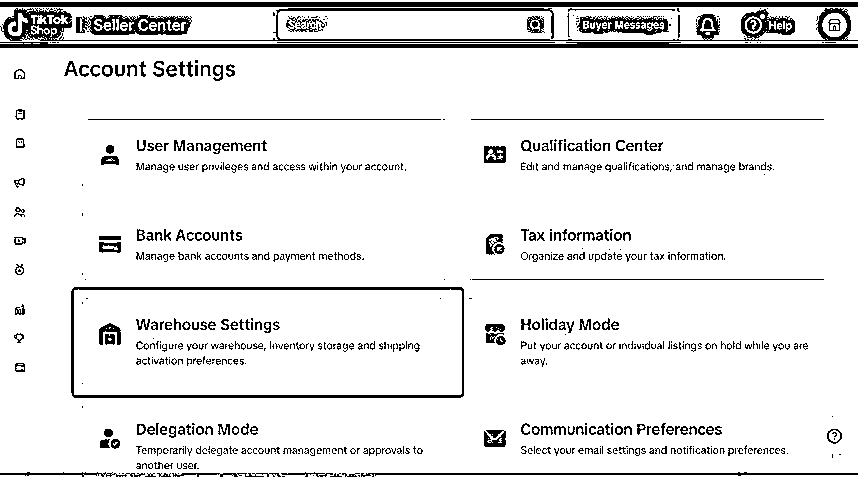 TikTok Shop | Seller Center
Search
Buyer Messages
Help
Account Settings
User Management
Manage user privileges and access within your account.
Qualification Center
Edit and manage qualifications, and manage brands.
Bank Accounts
Manage bank accounts and payment methods.
Tax information
Organize and update your tax information.
Warehouse Settings
Configure your warehouse, inventory storage and shipping
activation preferences.
Holiday Mode
Put your account or individual listings on hold while you are
away.
Delegation Mode
Temporarily delegate account management or approvals to
another user.
Communication Preferences
Select your email settings and notification preferences.